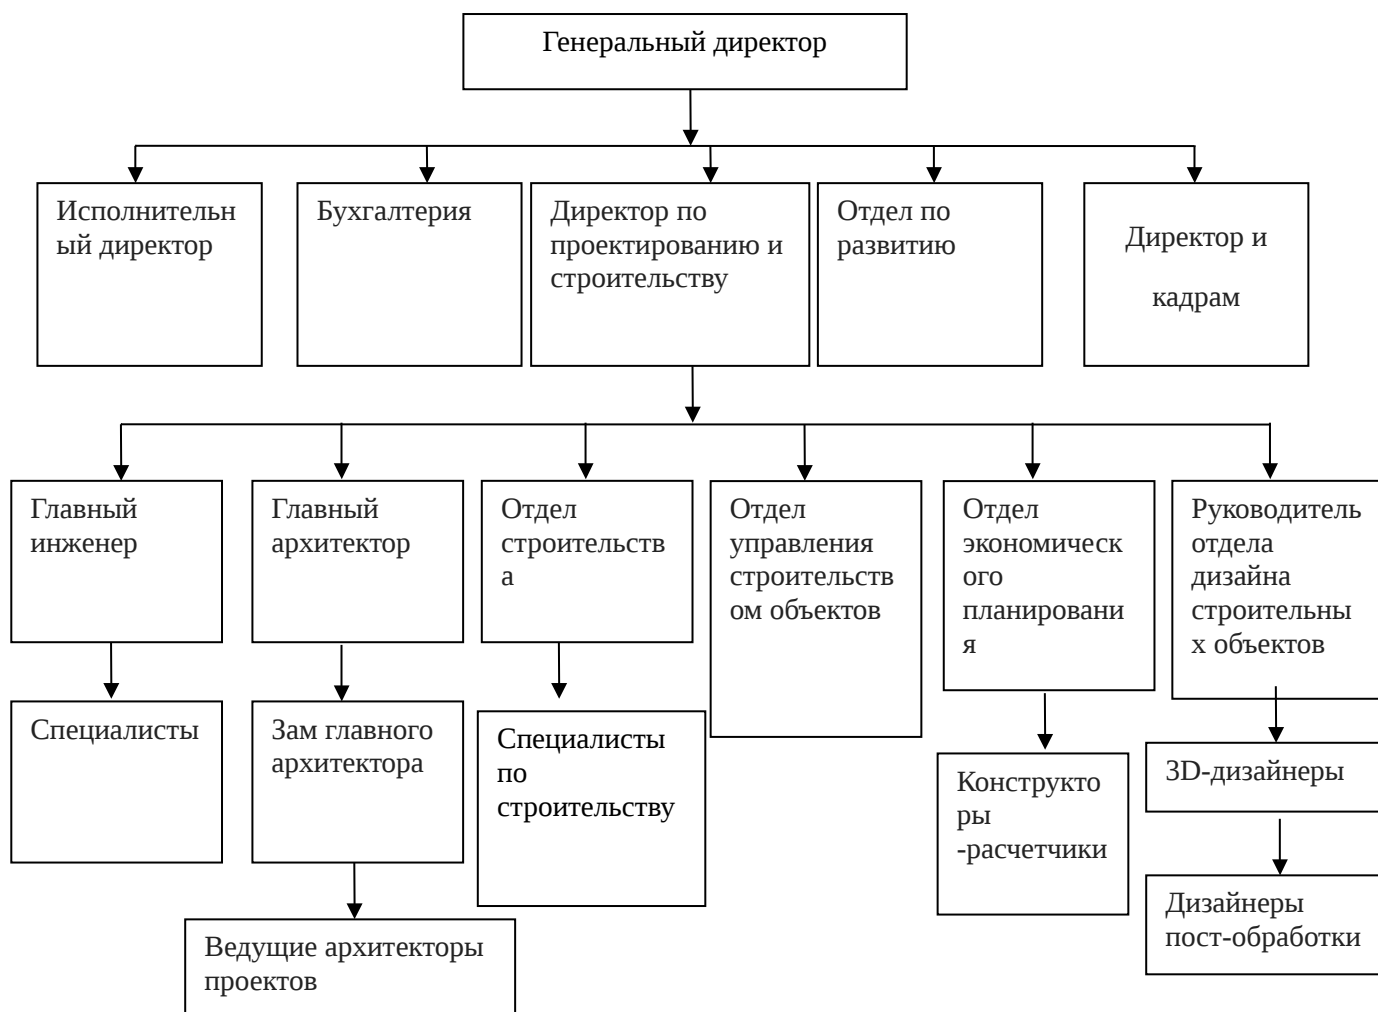 Генеральный директор
Исполнительн
ый директор
Бухгалтерия
Директор по
проектированию и
строительству
Отдел по
развитию
Директор и
кадрам
Главный
инженер
Главный
архитектор
Отдел
строительств
а
Отдел
управления
строительств
ом объектов
Отдел
экономическ
ого
планировани
я
Руководитель
отдела
дизайна
строительны
х объектов
Специалисты
Зам главного
архитектора
Специалисты
по
строительству
Конструкто
ры
-расчетчики
3D-дизайнеры
Дизайнеры
пост-обработки
Ведущие архитекторы
проектов